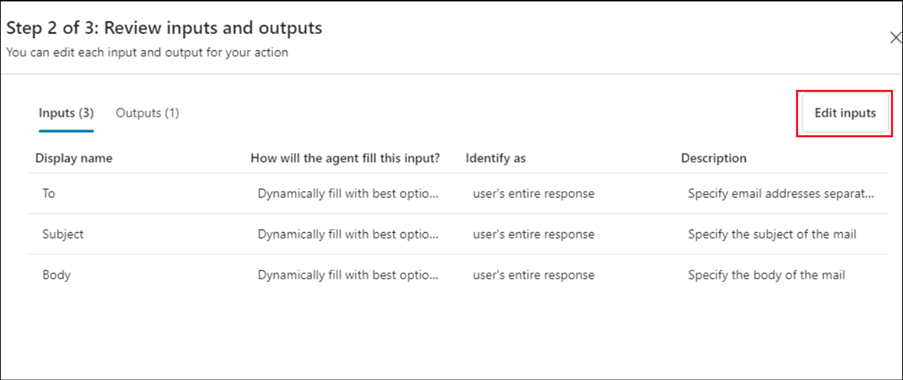 Step 2 of 3: Review inputs and outputs
You can edit each input and output for your action
Inputs (3) Outputs (1) Edit inputs
Display name How will the agent fill this input? Identify as Description
To Dynamically fill with best optio... user's entire response Specify email addresses separat...
Subject Dynamically fill with best optio... user's entire response Specify the subject of the mail
Body Dynamically fill with best optio... user's entire response Specify the body of the mail